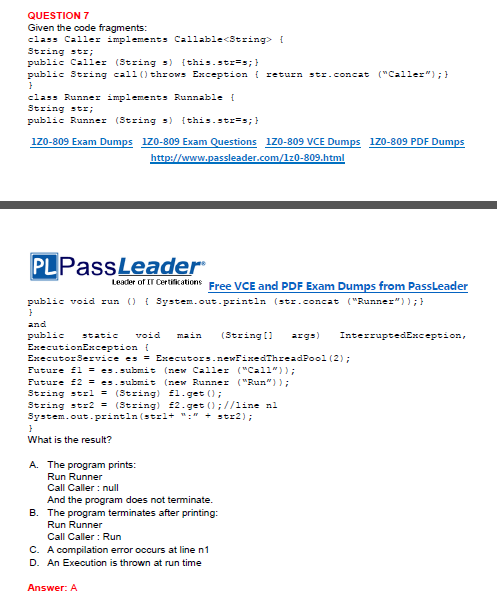 QUESTION 7
Given the code fragments:
class Caller implements Callable<String> {
String str;
public Caller (String s) {this.str=s;}
public String call()throws Exception { return str.concat ("Caller");}
}
class Runner implements Runnable {
String str;
public Runner (String s) {this.str=s;}
1Z0-809 Exam Dumps 1Z0-809 Exam Questions 1Z0-809 VCE Dumps 1Z0-809 PDF Dumps
http://www.passleader.com/1z0-809.html
PL PassLeader®
Leader of IT Certifications
Free VCE and PDF Exam Dumps from PassLeader
public void run () { System.out.println (str.concat ("Runner"));}
}
and
public static void main (String[] args) InterruptedException,
ExecutionException {
ExecutorService es = Executors.newFixedThreadPool(2);
Future f1 = es.submit (new Caller ("Call"));
Future f2 = es.submit (new Runner ("Run"));
String str1 = (String) f1.get();
String str2 = (String) f2.get();//line n1
System.out.println(str1+ ":" + str2);
}
What is the result?
A. The program prints:
Run Runner
Call Caller : null
And the program does not terminate.
B. The program terminates after printing:
Run Runner
Call Caller : Run
C. A compilation error occurs at line n1
D. An Execution is thrown at run time
Answer: A